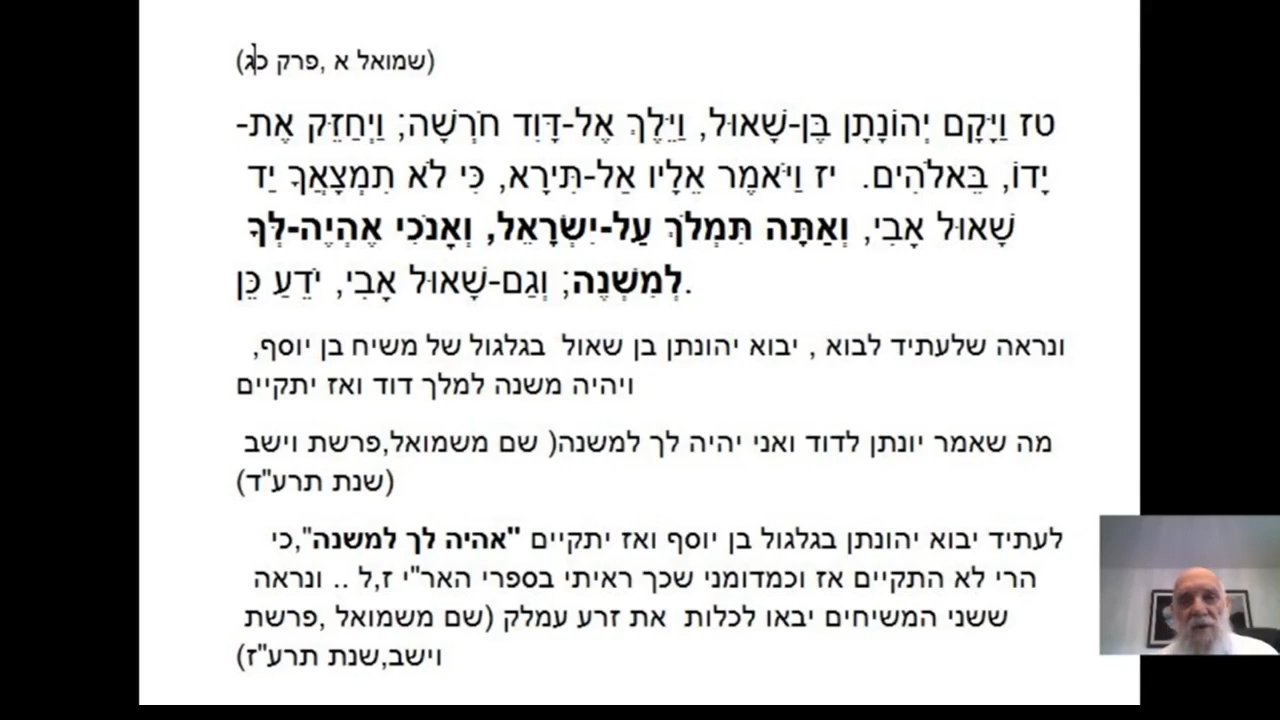 (שמואל א ,פרק כג)
טז וַיָּקָם יְהוֹנָתָן בֶּן-שָׁאוּל, וַיֵּלֶךְ אֶל-דָּוִד חֹרְשָׁה; וַיְחַזֵּק אֶת-
יָדוֹ, בֵּאלֹהִים.  יז וַיֹּאמֶר אֵלָיו אַל-תִּירָא, כִּי לֹא תִמְצָאֲךָ יַד
שָׁאוּל אָבִי, וְאַתָּה תִּמְלֹךְ עַל-יִשְׂרָאֵל, וְאָנֹכִי אֶהְיֶה-לְּךָ
לְמִשְׁנֶה; וְגַם-שָׁאוּל אָבִי, יֹדֵעַ כֵּן.
ונראה שלעתיד לבוא , יבוא יהונתן בן שאול  בגלגול של משיח בן יוסף,
ויהיה משנה למלך דוד ואז יתקיים
מה שאמר יונתן לדוד ואני יהיה לך למשנה( שם משמואל,פרשת וישב
(שנת תרע"ד)
לעתיד יבוא יהונתן בגלגול בן יוסף ואז יתקיים "אהיה לך למשנה",כי
הרי לא התקיים אז וכמדומני שכך ראיתי בספרי האר"י ז,ל .. ונראה
ששני המשיחים יבאו לכלות  את זרע עמלק (שם משמואל ,פרשת
וישב,שנת תרע"ז)